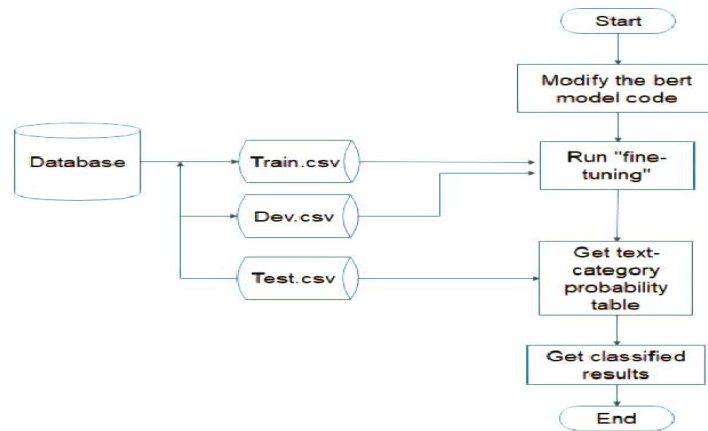 Start
Modify the bert
model code
Database
Train.csv
Run "fine-
tuning"
Dev.csv
Test.csv
Get text-
category
probability
table
Get classified
results
End